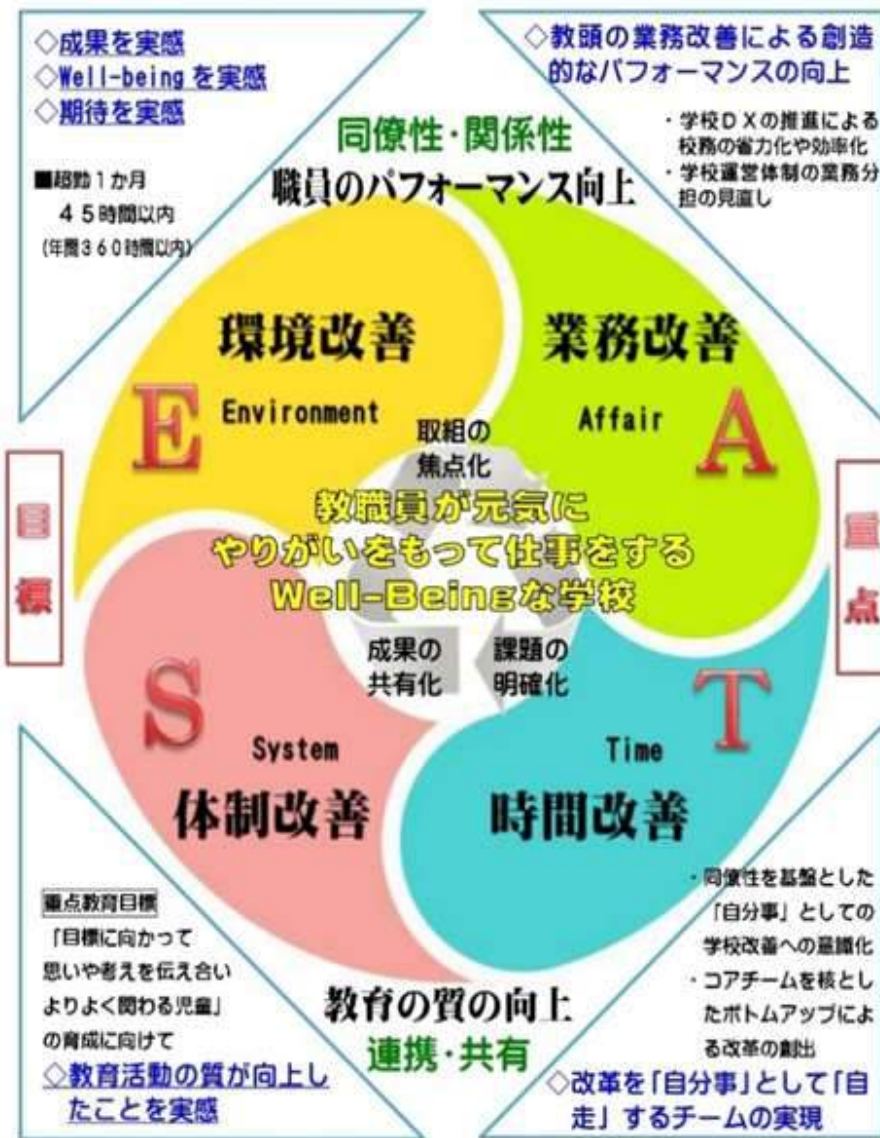 ◇成果を実感
◇Well-beingを実感
◇期待を実感
■超勤1か月
45時間以内
(年間360時間以内)
◇教頭の業務改善による創造
的なパフォーマンスの向上
・学校DXの推進による
校務の省力化や効率化
・学校運営体制の業務分
担の見直し
同僚性・関係性
職員のパフォーマンス向上
環境改善
E
Environment
業務改善
Affair
A
目標
重点
取組の
焦点化
教職員が元気に
やりがいをもって仕事をする
Well-Beingな学校
成果の
共有化
課題の
明確化
S
System
体制改善
T
Time
時間改善
教育の質の向上
連携・共有
重点教育目標
「目標に向かって
思いや考えを伝え合い
よりよく関わる児童」
の育成に向けて
◇教育活動の質が向上し
たことを実感
・同僚性を基盤とした
「自分事」としての
学校改善への意識化
・コアチームを核とし
たボトムアップによ
る改革の創出
◇改革を「自分事」として「自
走」するチームの実現